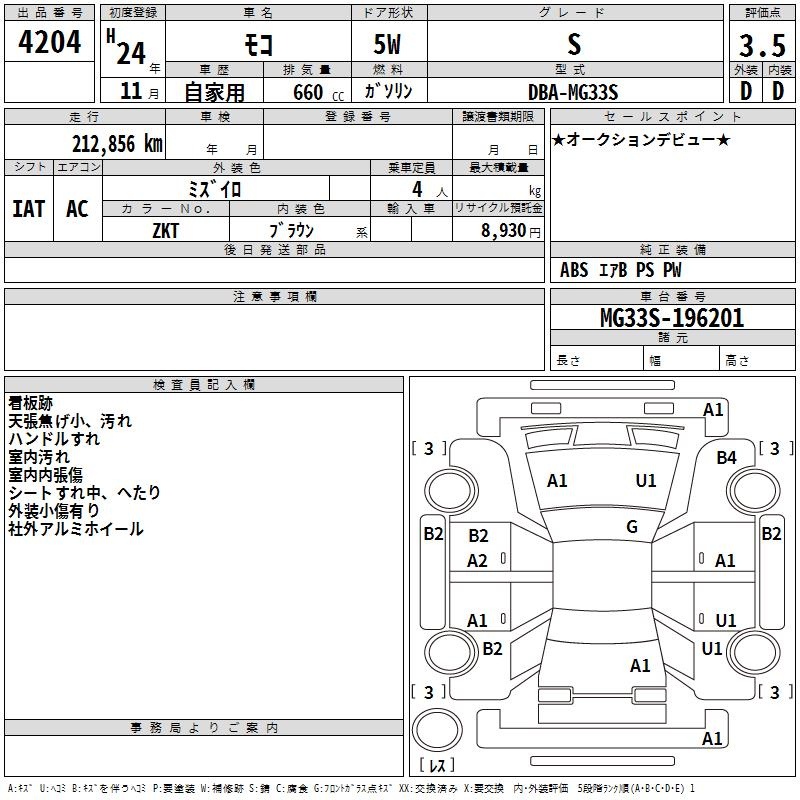 出品番号 初度登録 車名 ドア形状 グレード 評価点
4204 H24年 モコ 5W S 3.5
車歴 排気量 燃料 型式 外装 内装
11月 自家用 660 CC ガソリン DBA-MG33S D D
走行 車検 登録番号 譲渡書類期限 セールスポイント
212,856 km 年 月 月 日 ★オークションデビュー★
シフト エアコン 外装色 乗車定員 最大積載量
IAT AC ミズイロ 4 人 kg
カラーNo. 内装色 輸入車 リサイクル預託金
ZKT ブラウン 系 8,930円
後日発送部品 純正装備
ABS エアB PS PW
注意事項欄 車台番号
MG33S-196201
諸元
長さ 幅 高さ
検査員記入欄
看板跡
天張焦げ小、汚れ
ハンドルすれ
室内汚れ
室内内張傷
シートすれ中、へたり
外装小傷有り
社外アルミホイール
事務局よりご案内
A1
[ 3 ] [ 3 ]
B4
A1 U1
G
B2 B2 B2
A2 A1
A1 U1
B2 U1
A1
[ 3 ] [ 3 ]
A1
[ レス ]
A:キズ U:ヘコミ B:キズを伴うヘコミ P:要塗装 W:補修跡 S:錆 C:腐食 G:フロントガラス点キズ XX:交換済み X:要交換 内・外装評価 5段階ランク順(A・B・C・D・E) 1